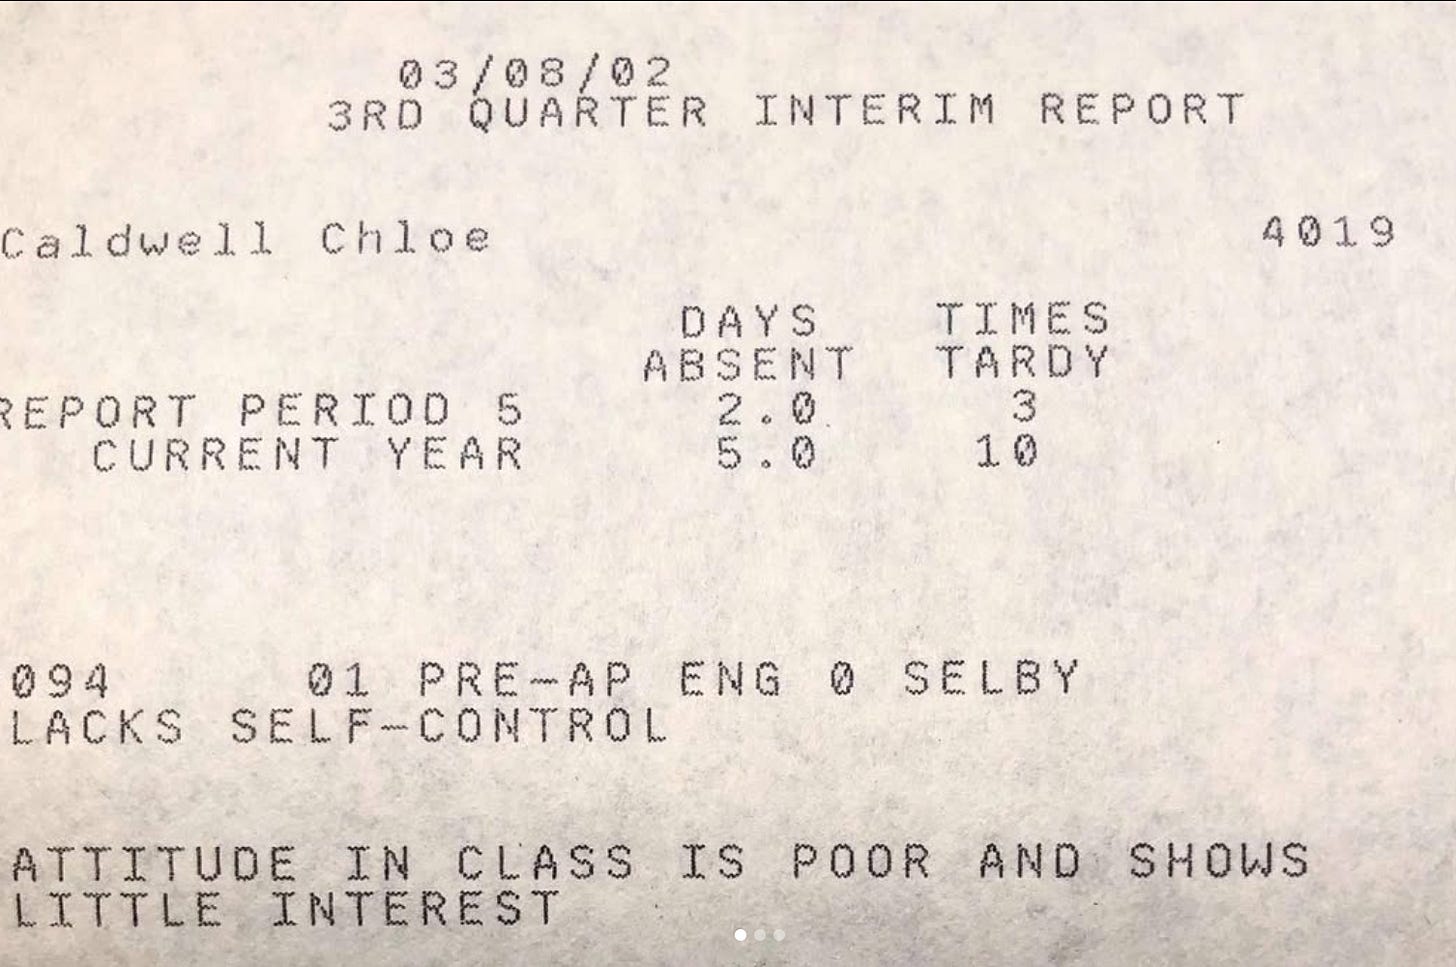 03/08/02
3RD QUARTER INTERIM REPORT
Caldwell Chloe 4019
DAYS TIMES
ABSENT TARDY
REPORT PERIOD 5 2.0 3
CURRENT YEAR 5.0 10
094 01 PRE-AP ENG 0 SELBY
LACKS SELF-CONTROL
ATTITUDE IN CLASS IS POOR AND SHOWS
LITTLE INTEREST